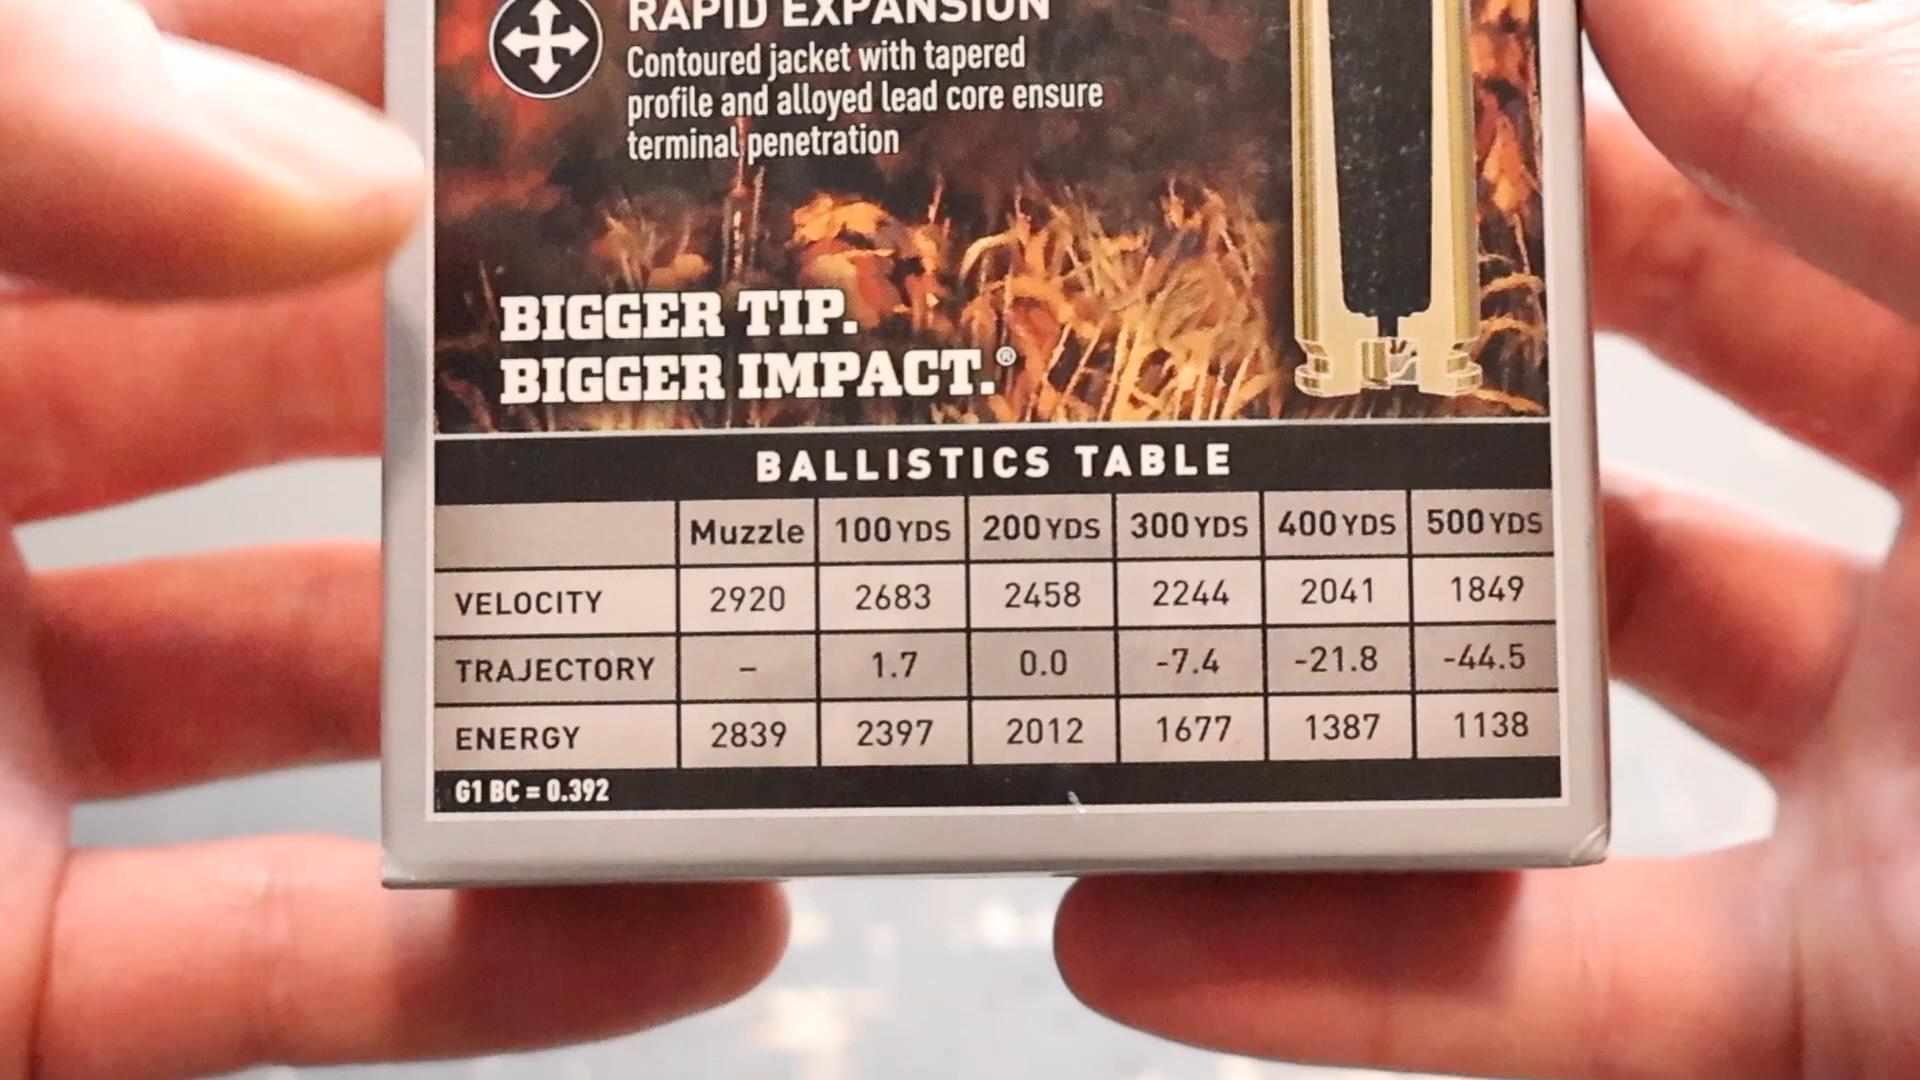 RAPID EXPANSION
Contoured jacket with tapered
profile and alloyed lead core ensure
terminal penetration
BIGGER TIP.
BIGGER IMPACT.®
BALLISTICS TABLE
Muzzle 100 YDS 200 YDS 300 YDS 400 YDS 500 YDS
VELOCITY 2920 2683 2458 2244 2041 1849
TRAJECTORY – 1.7 0.0 -7.4 -21.8 -44.5
ENERGY 2839 2397 2012 1677 1387 1138
G1 BC = 0.392